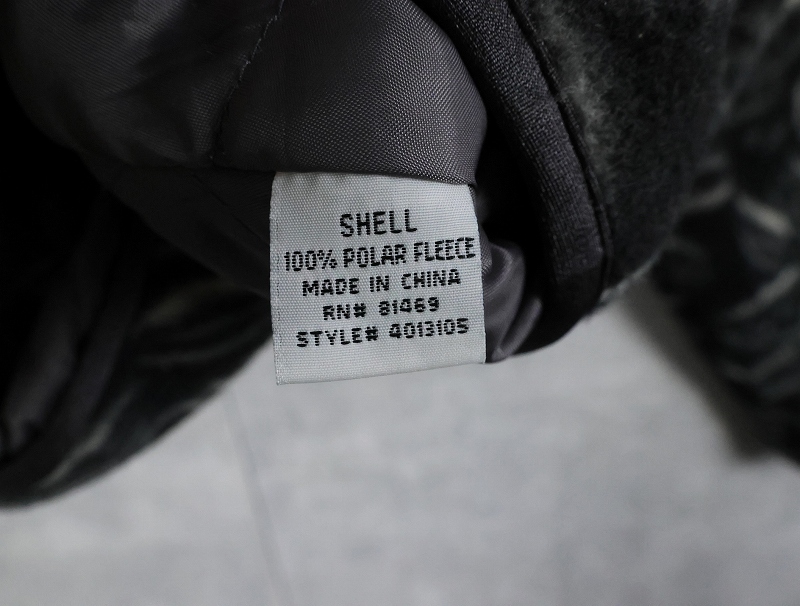 SHELL
100% POLAR FLEECE
MADE IN CHINA
RN# 81469
STYLE# 4013105